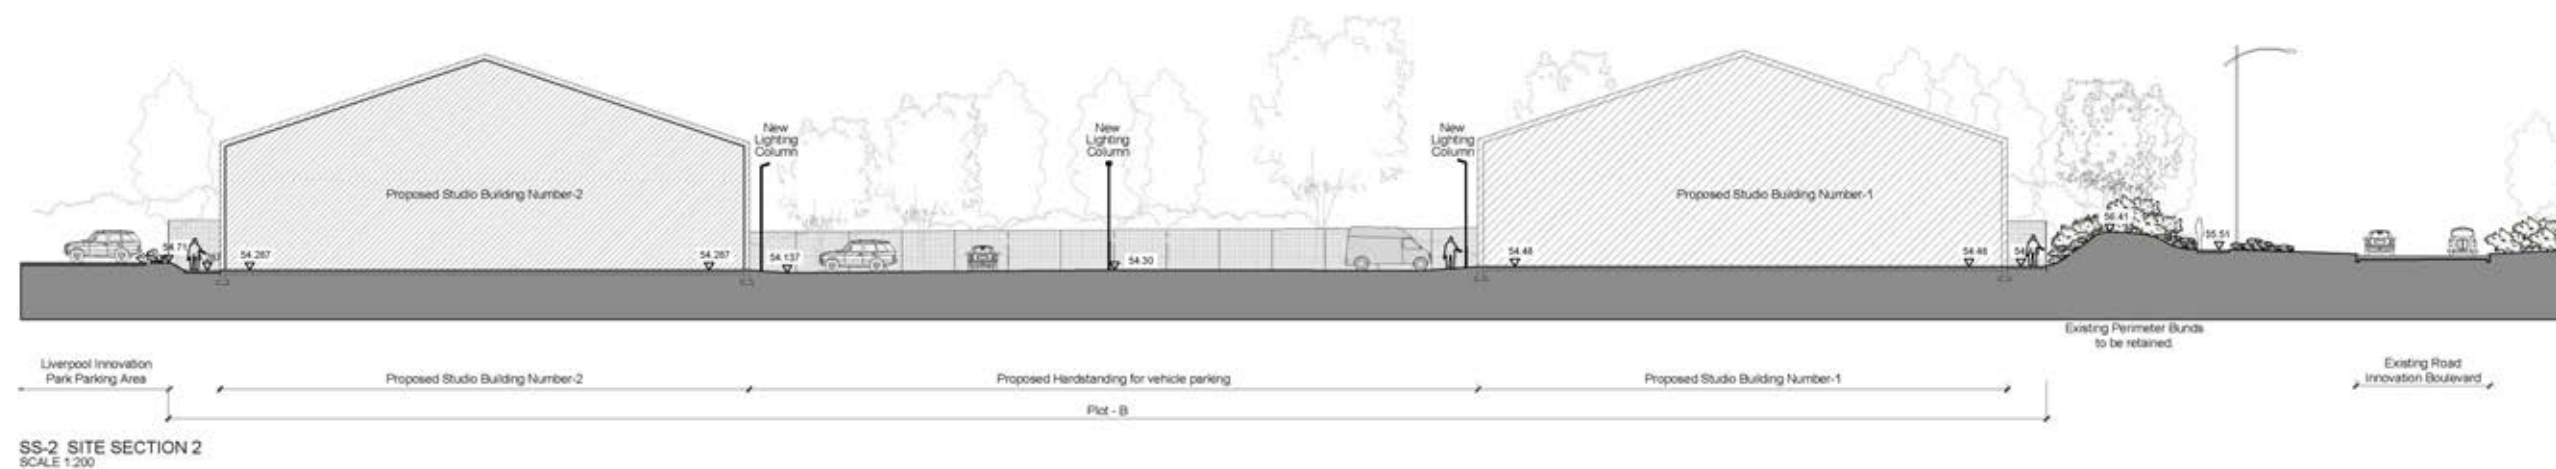 New
Lighting
Column
New
Lighting
Column
New
Lighting
Column
Proposed Studio Building Number-2
Proposed Studio Building Number-1
54.71
54.267
54.267
54.137
54.30
54.48
54.48
56.41
55.51
Existing Perimeter Bunds
to be retained.
Liverpool Innovation
Park Parking Area
Proposed Studio Building Number-2
Proposed Hardstanding for vehicle parking
Proposed Studio Building Number-1
Existing Road
Innovation Boulevard
Plot - B
SS-2 SITE SECTION 2
SCALE 1:200